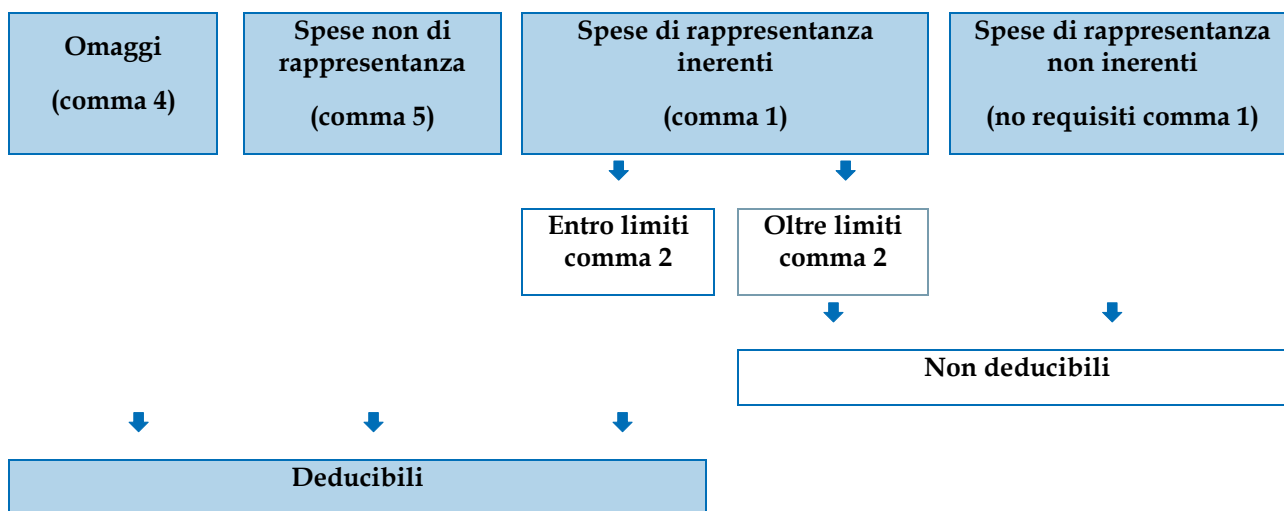 Omaggi
(comma 4)
Spese non di
rappresentanza
(comma 5)
Spese di rappresentanza
inerenti
(comma 1)
Spese di rappresentanza
non inerenti
(no requisiti comma 1)
Entro limiti
comma 2
Oltre limiti
comma 2
Non deducibili
Deducibili